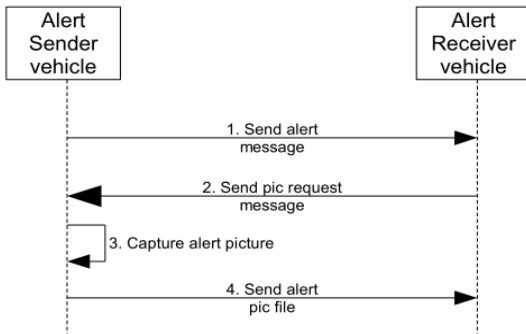 Alert
Sender
vehicle
Alert
Receiver
vehicle
1. Send alert
message
2. Send pic request
message
3. Capture alert picture
4. Send alert
pic file